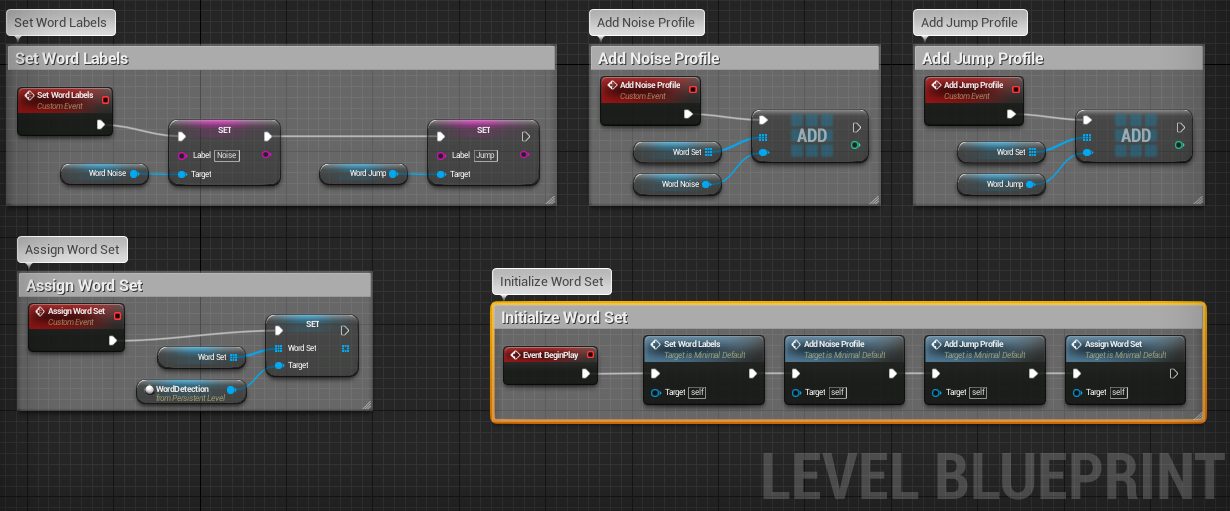 Set Word Labels
Set Word Labels
Set Word Labels
Custom Event
SET
Label Noise
Target
Word Noise
SET
Label Jump
Target
Word Jump
Add Noise Profile
Add Noise Profile
Add Noise Profile
Custom Event
ADD
Word Set
Word Noise
Add Jump Profile
Add Jump Profile
Add Jump Profile
Custom Event
ADD
Word Set
Word Jump
Assign Word Set
Assign Word Set
Assign Word Set
Custom Event
SET
Word Set
Target
Word Set
WordDetection
from Persistent Level
Initialize Word Set
Initialize Word Set
Event BeginPlay
Set Word Labels
Target is Minimal Default
Target self
Add Noise Profile
Target is Minimal Default
Target self
Add Jump Profile
Target is Minimal Default
Target self
Assign Word Set
Target is Minimal Default
Target self
LEVEL BLUEPRINT